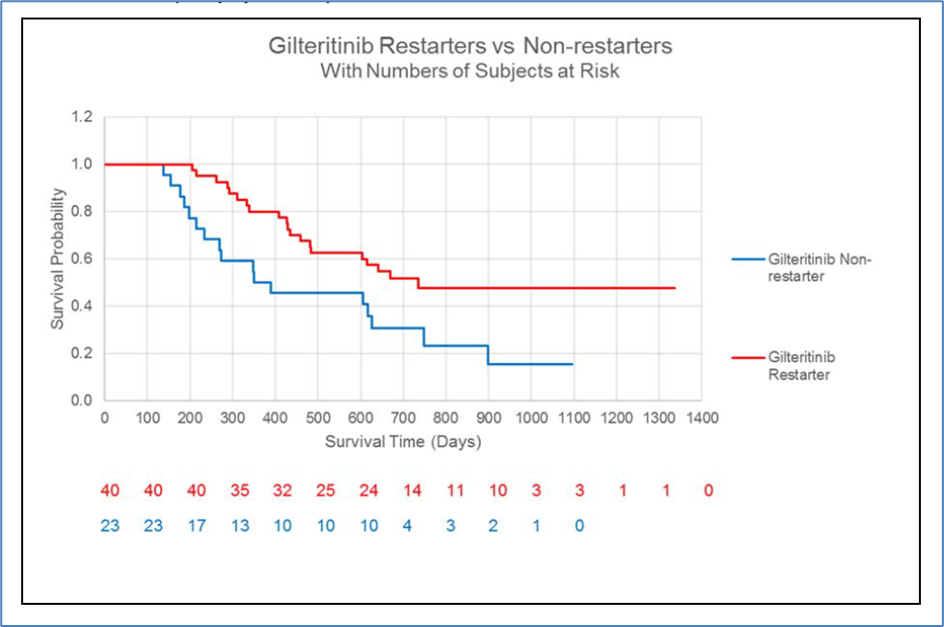 Gilteritinib Restarters vs Non-restarters
With Numbers of Subjects at Risk
1.2
1.0
0.8
0.6
0.4
0.2
0.0
Survival Probability
0 100 200 300 400 500 600 700 800 900 1000 1100 1200 1300 1400
Survival Time (Days)
Gilteritinib Non-
restarter
Gilteritinib
Restarter
40 40 40 35 32 25 24 14 11 10 3 3 1 1 0
23 23 17 13 10 10 10 4 3 2 1 0